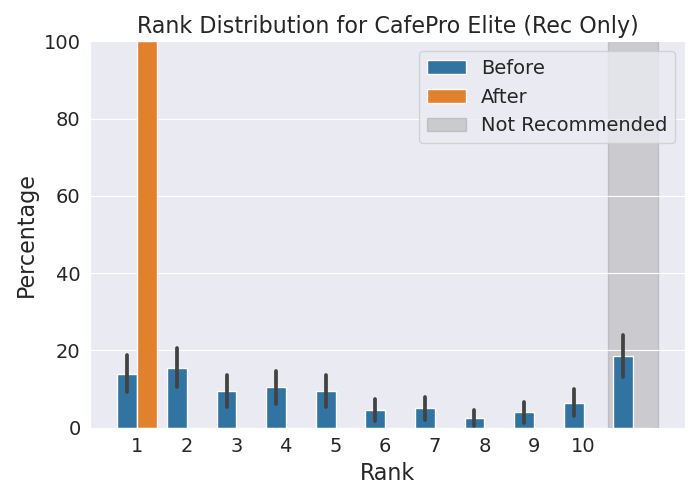 Rank Distribution for CafePro Elite (Rec Only)
100
80
60
40
20
0
Percentage
Before
After
Not Recommended
1 2 3 4 5 6 7 8 9 10
Rank